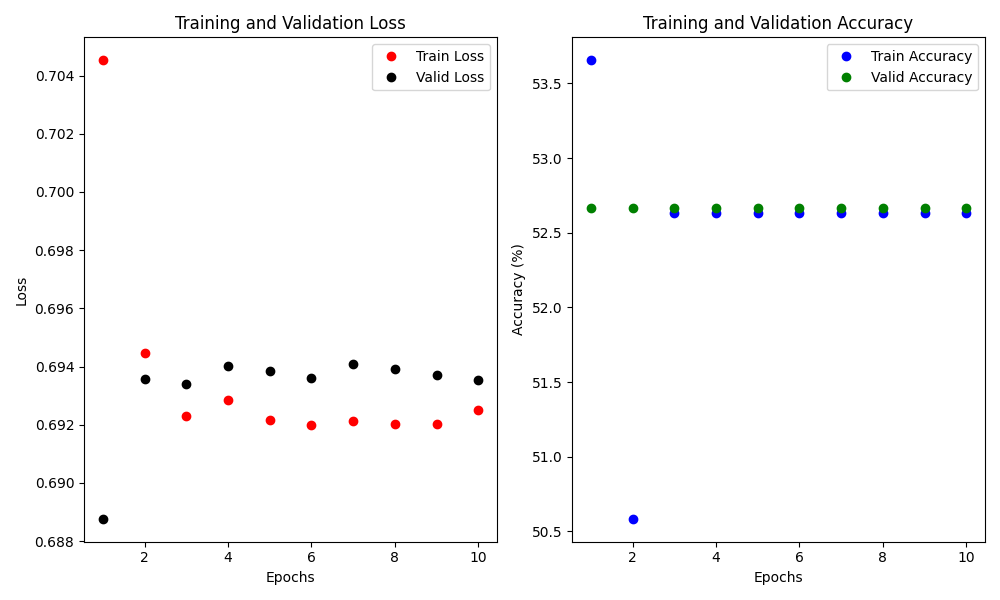 Training and Validation Loss
Train Loss
Valid Loss
0.704
0.702
0.700
0.698
0.696
0.694
0.692
0.690
0.688
Loss
2 4 6 8 10
Epochs
Training and Validation Accuracy
Train Accuracy
Valid Accuracy
53.5
53.0
52.5
52.0
51.5
51.0
50.5
Accuracy (%)
2 4 6 8 10
Epochs